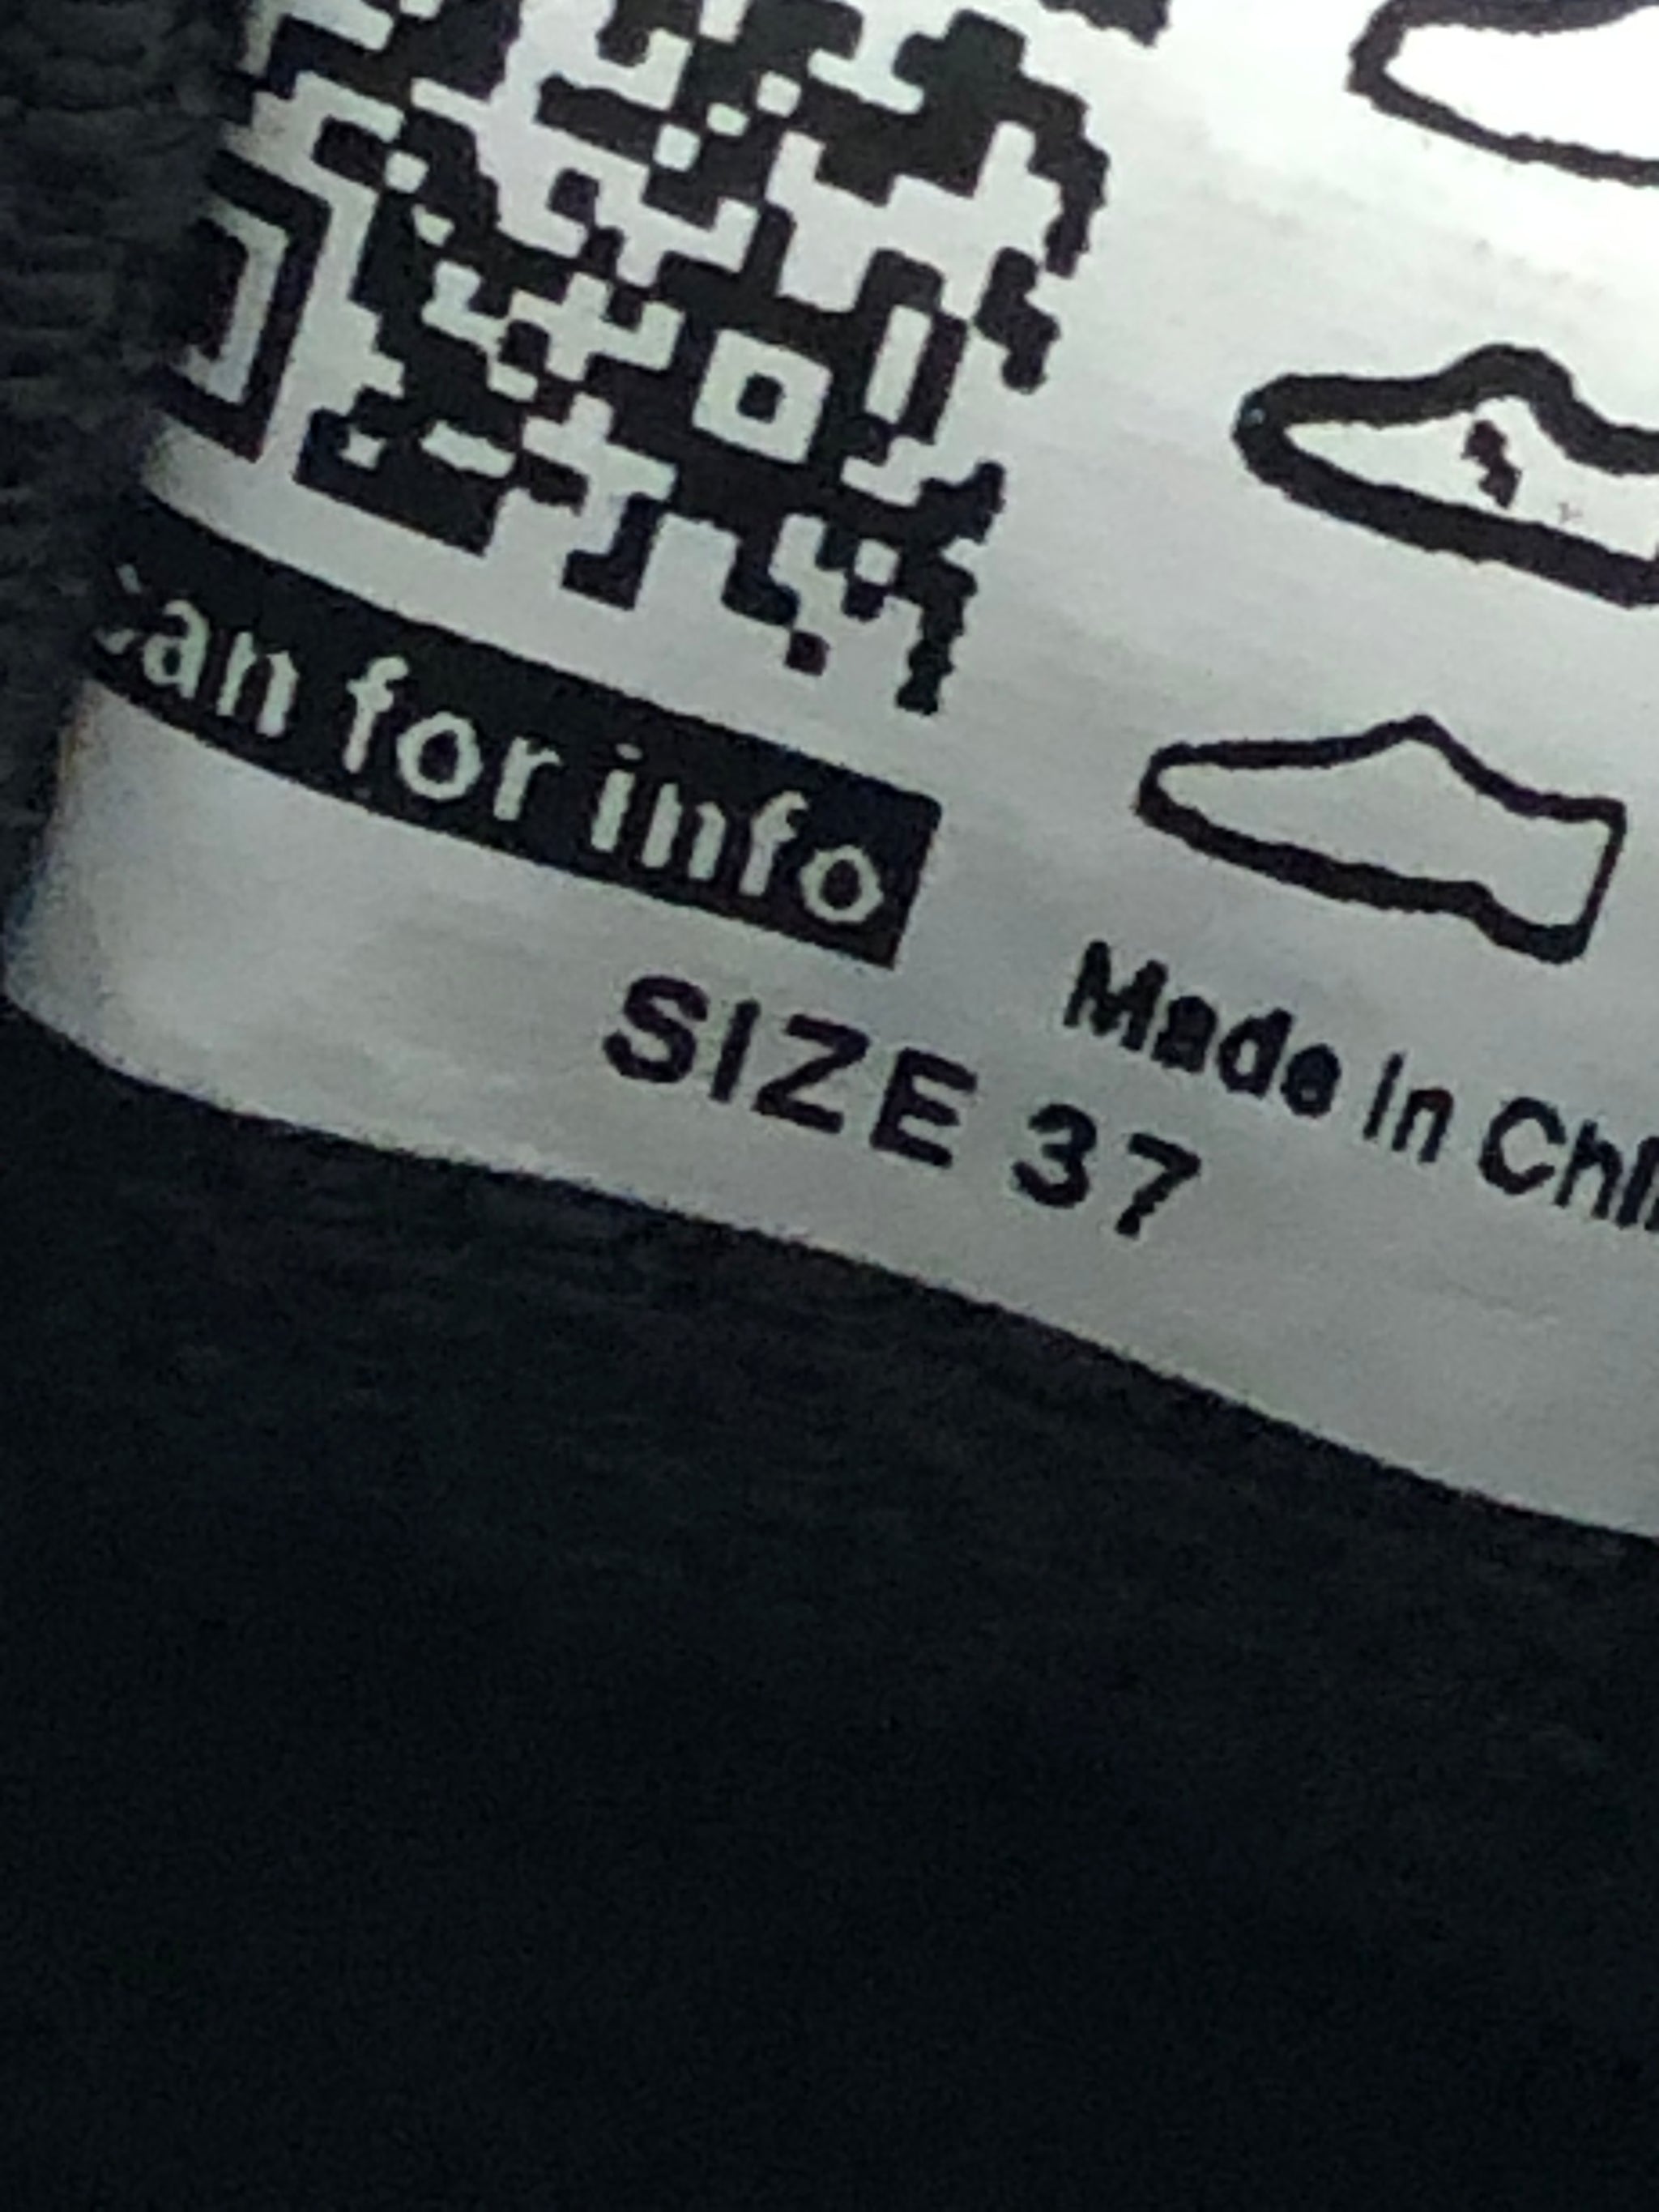 for info
Made in
SIZE 37